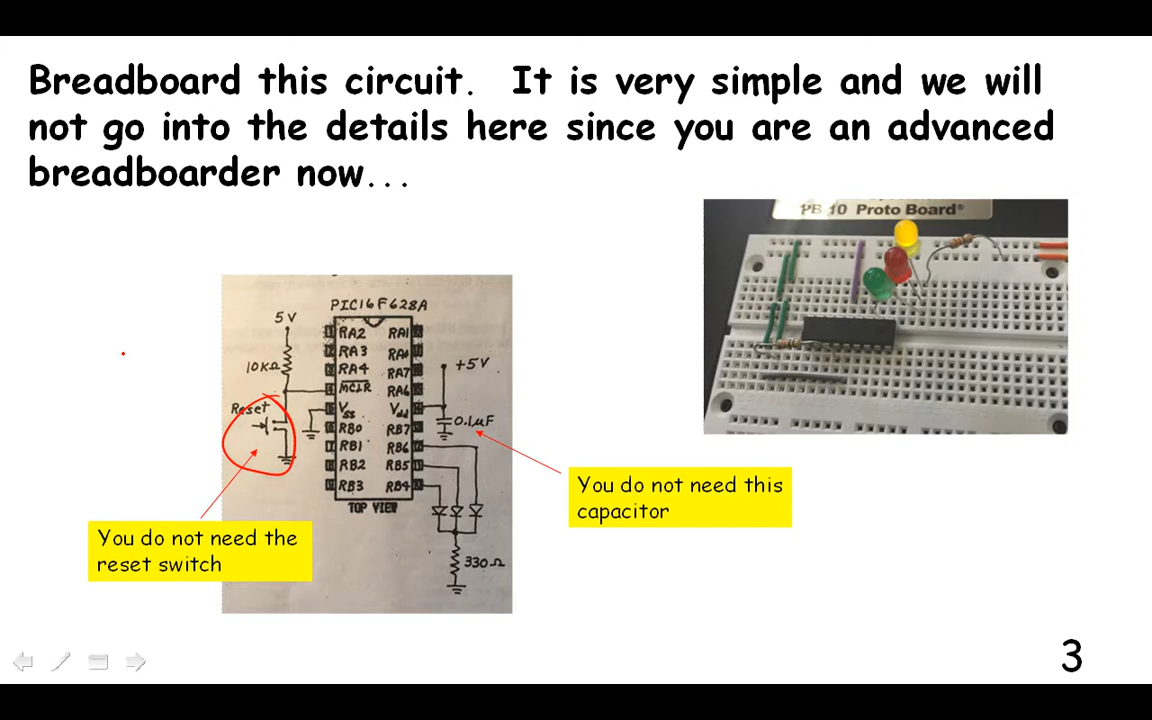 Breadboard this circuit. It is very simple and we will
not go into the details here since you are an advanced
breadboarder now...
PB-10 Proto Board®
PIC16F628A
5V
10KΩ
Reset
RA2 RA1
RA3 RA0
RA4 RA7
MCLR RA6
Vss Vdd
RB0 RB7
RB1 RB6
RB2 RB5
RB3 RB4
TOP VIEW
+5V
0.1µF
330Ω
You do not need this
capacitor
You do not need the
reset switch
3